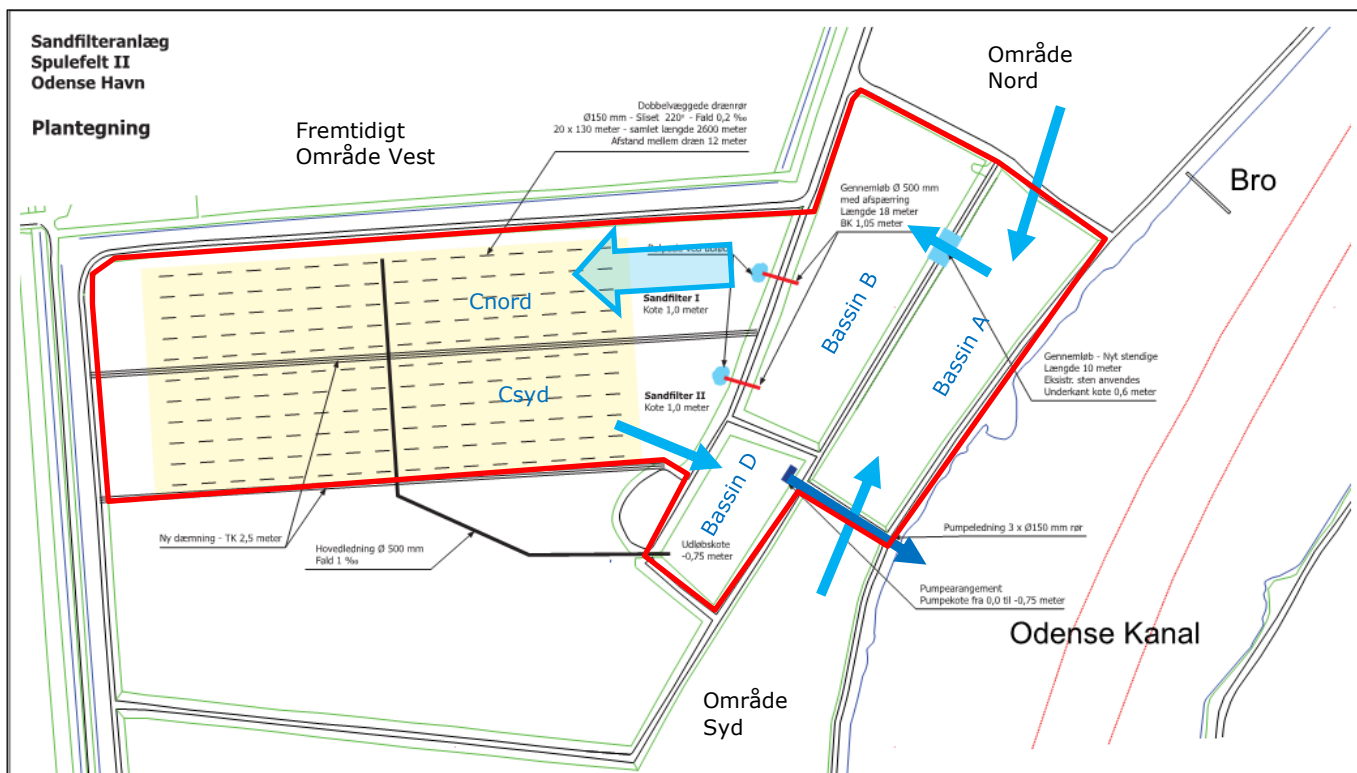 Sandfilteranlæg
Spulefelt II
Odense Havn
Plantegning
Fremtidigt
Område Vest
Dobbelvæggede drænrør
Ø150 mm - Sliset 220° - Fald 0,2 ‰
20 x 130 meter - samlet længde 2600 meter
Afstand mellem dræn 12 meter
Område
Nord
Bro
Gennemløb Ø 500 mm
med afspærring
Længde 18 meter
BK 1,05 meter
Cnord
Sandfilter I
Kote 1,0 meter
Bassin B
Bassin A
Gennemløb - Nyt stendige
Længde 10 meter
Eksistr. sten anvendes
Underkant kote 0,6 meter
Csyd
Sandfilter II
Kote 1,0 meter
Bassin D
Ny dæmning - TK 2,5 meter
Hovedledning Ø 500 mm
Fald 1 ‰
Udløbskote
-0,75 meter
Pumpeledning 3 x Ø150 mm rør
Pumpearangement
Pumpekote fra 0,0 til -0,75 meter
Odense Kanal
Område
Syd